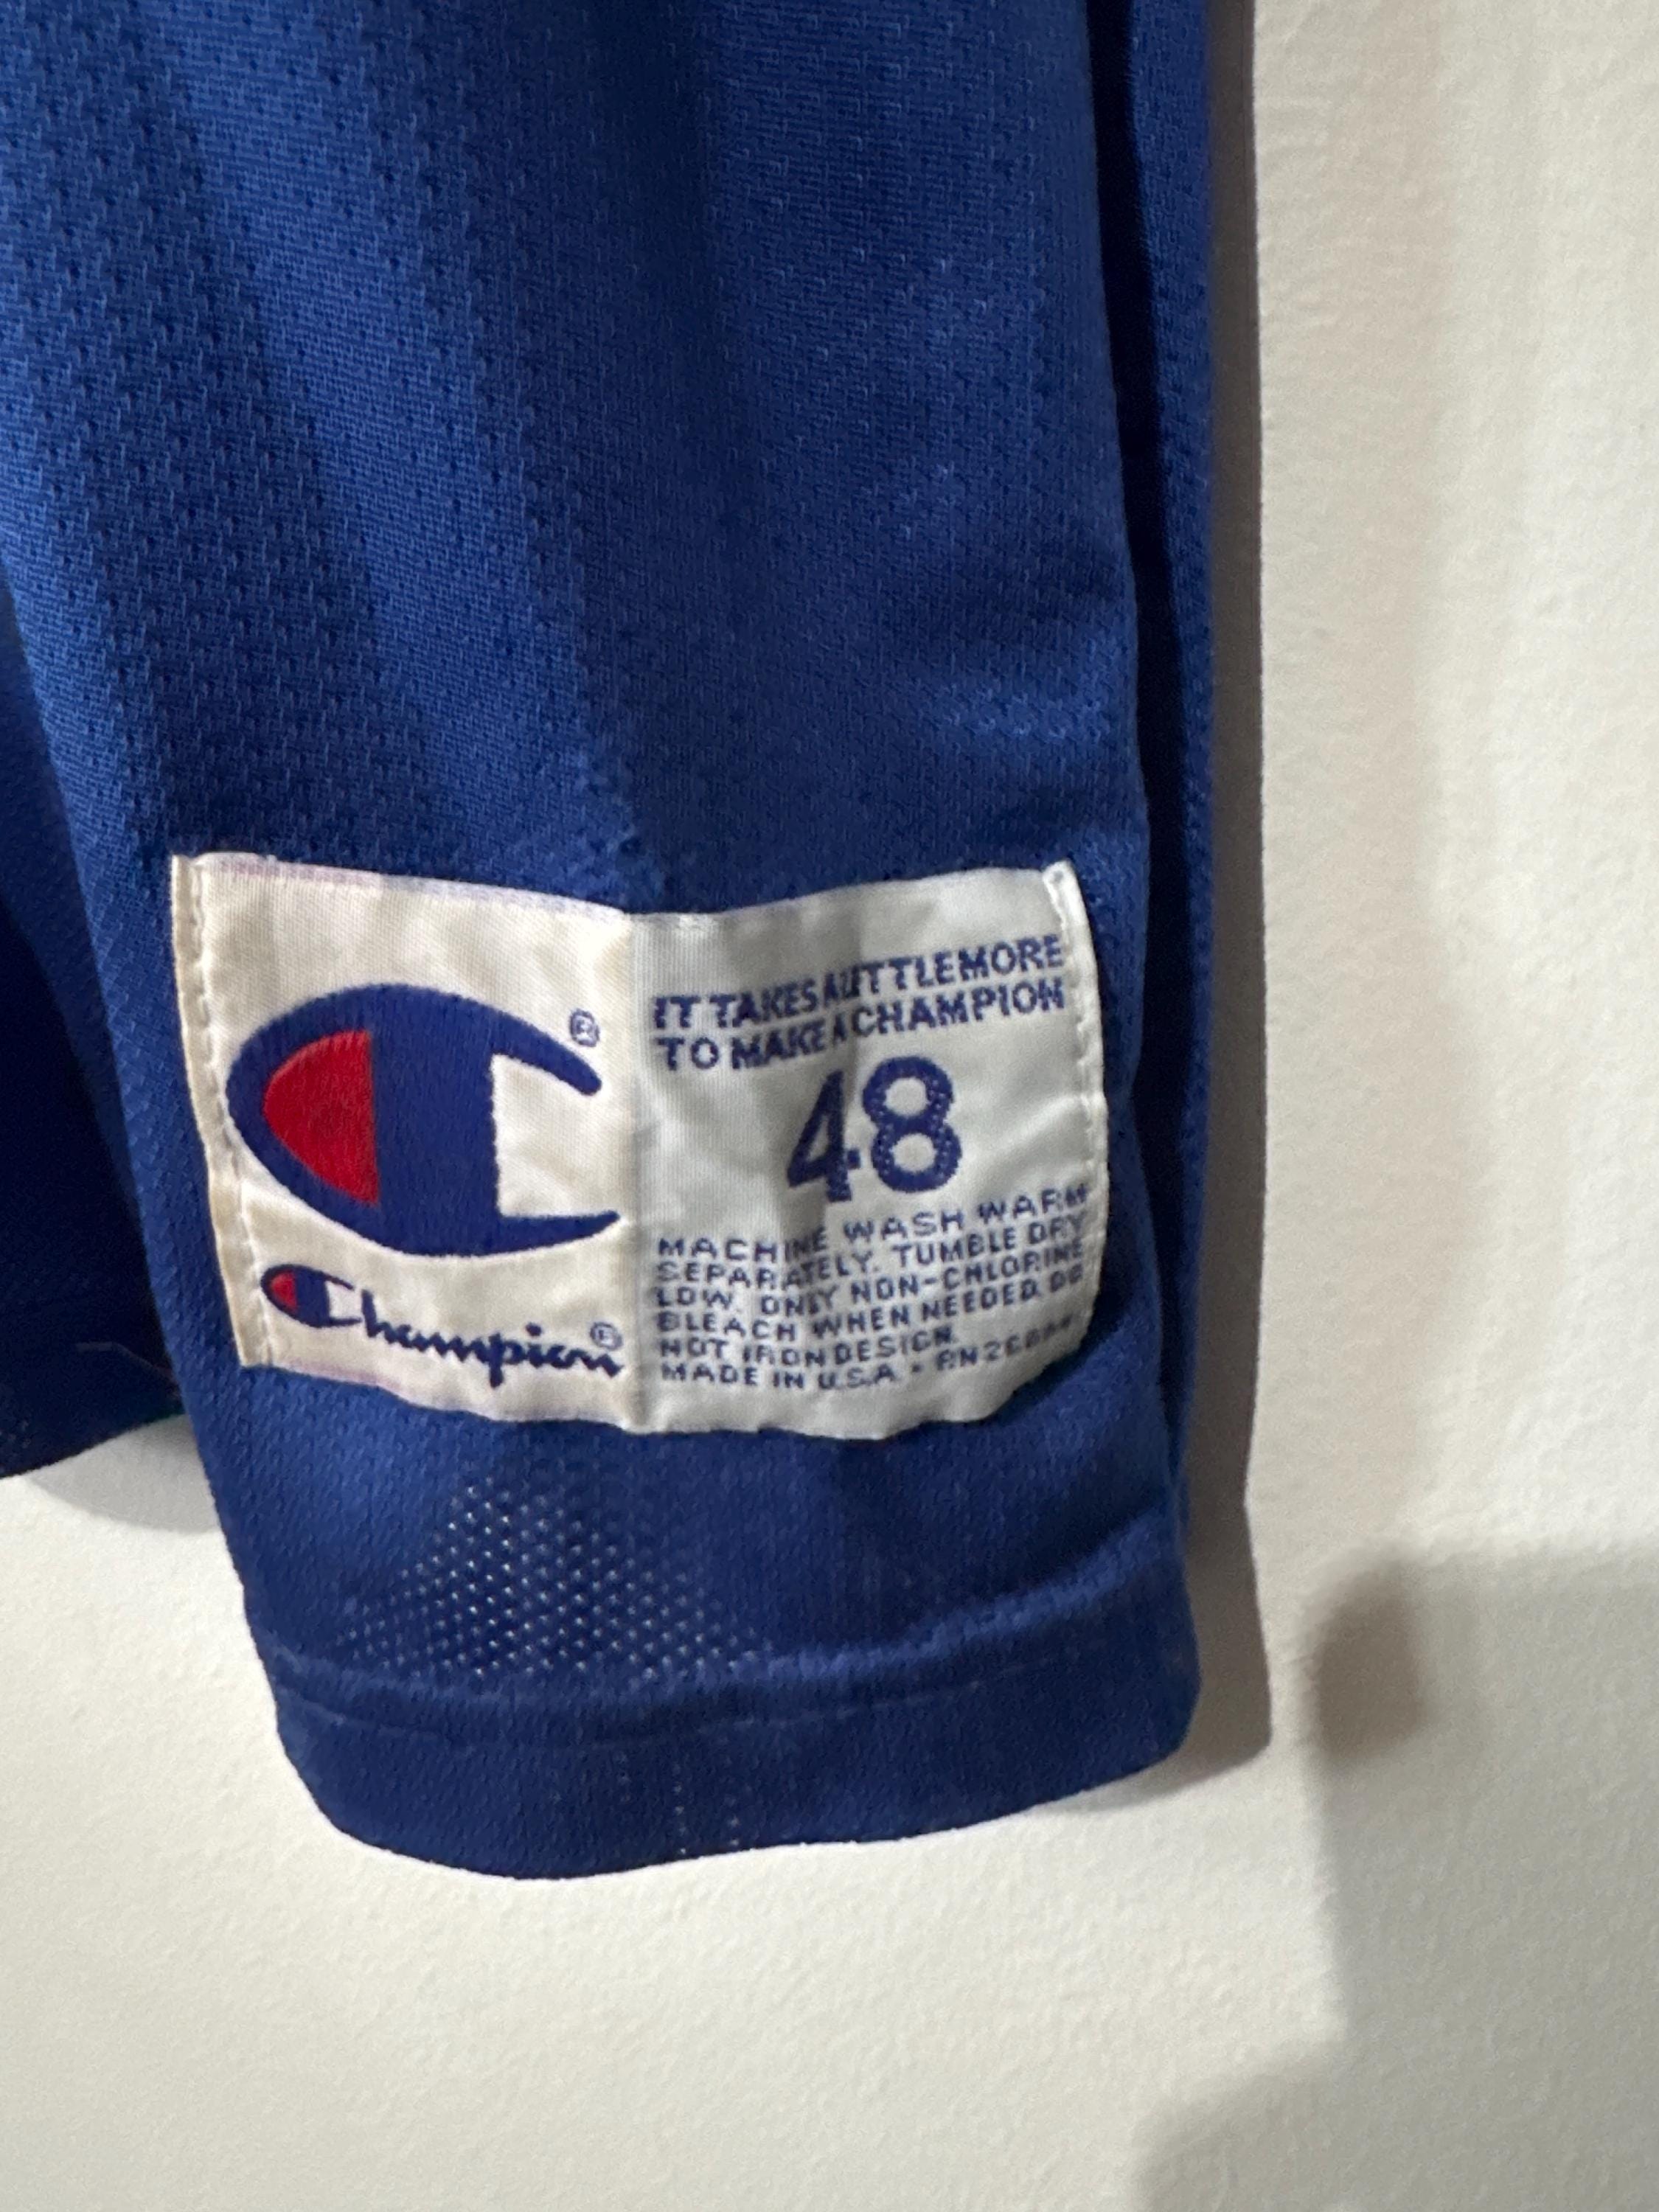 ®
Champion®
IT TAKES A LITTLE MORE
TO MAKE A CHAMPION
48
MACHINE WASH WARM
SEPARATELY. TUMBLE DRY
LOW. ONLY NON-CHLORINE
BLEACH WHEN NEEDED. DO
NOT IRON DESIGN.
MADE IN U.S.A. •